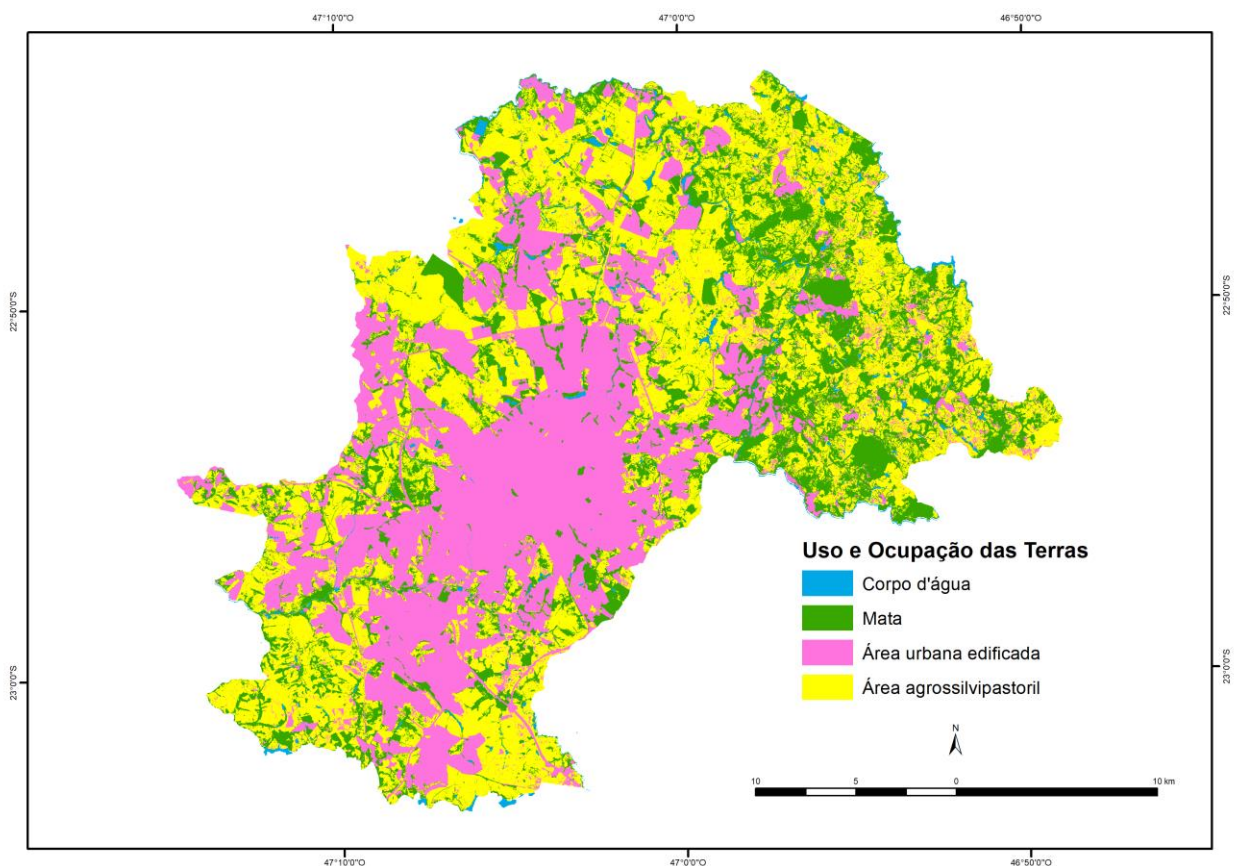 47°10'0"O
47°0'0"O
46°50'0"O
22°50'0"S
22°50'0"S
Uso e Ocupação das Terras
Corpo d'água
Mata
Área urbana edificada
Área agrossilvipastoril
23°0'0"S
23°0'0"S
N
10
5
0
10 km
47°10'0"O
47°0'0"O
46°50'0"O